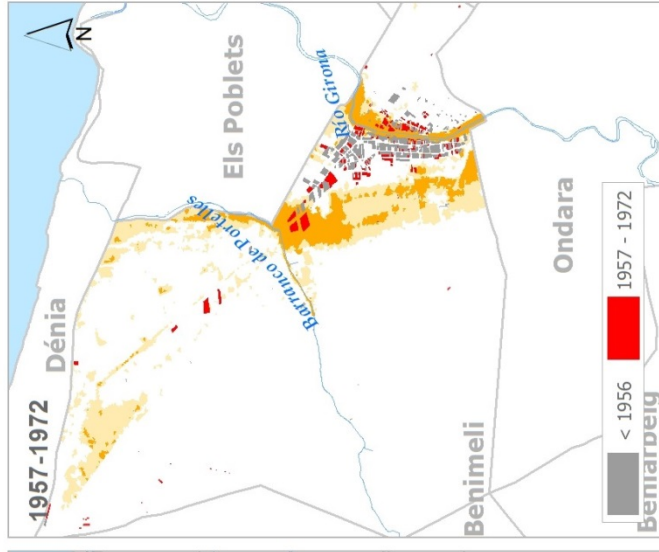 1957-1972
Dénia
N
Els Poblets
Río Girona
Barranco de Portelles
Ondara
Benimeli
< 1956
1957 - 1972
Beniarbeig